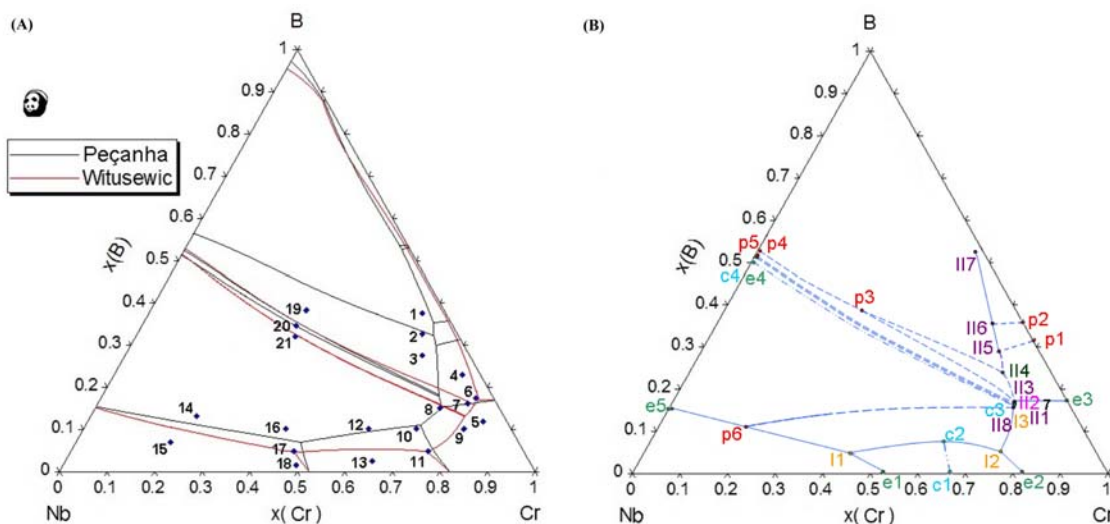 (A)
B
1
0.9
0.8
0.7
0.6
0.5
0.4
0.3
0.2
0.1
0
x(B)
Peçanha
Witusewic
1
2
3
4
5
6
7
8
9
10
11
12
13
14
15
16
17
18
19
20
21
0 0.1 0.2 0.3 0.4 0.5 0.6 0.7 0.8 0.9 1
Nb x( Cr ) Cr
(B)
B
1
0.9
0.8
0.7
0.6
0.5
0.4
0.3
0.2
0.1
0
x(B)
p5 p4
c4 e4
p3
II7
II6 p2
II5 p1
II4
II3
II2
c3 II1 7 e3
II8 I3
e5
p6
I1
c2
I2
e1 c1 e2
0 0.1 0.2 0.3 0.4 0.5 0.6 0.7 0.8 0.9 1
Nb x( Cr ) Cr